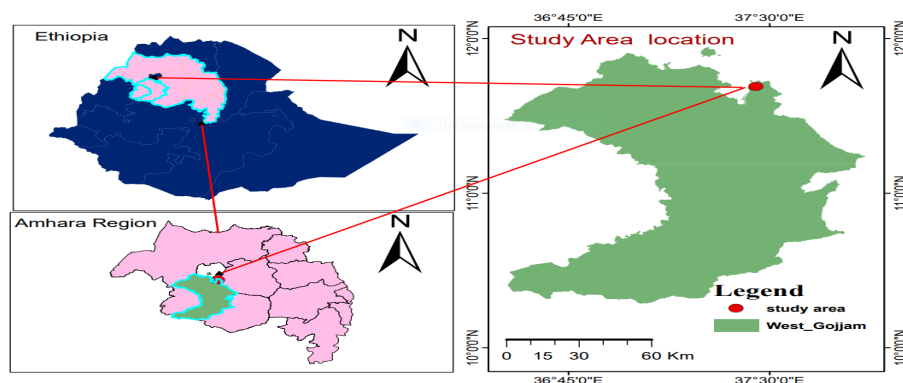 Ethiopia
N
Amhara Region
N
36°45'0"E
37°30'0"E
Study Area location
N
12°0'0"N
12°0'0"N
11°0'0"N
11°0'0"N
10°0'0"N
10°0'0"N
Legend
study area
West_Gojjam
0 15 30 60 Km
36°45'0"E
37°30'0"E